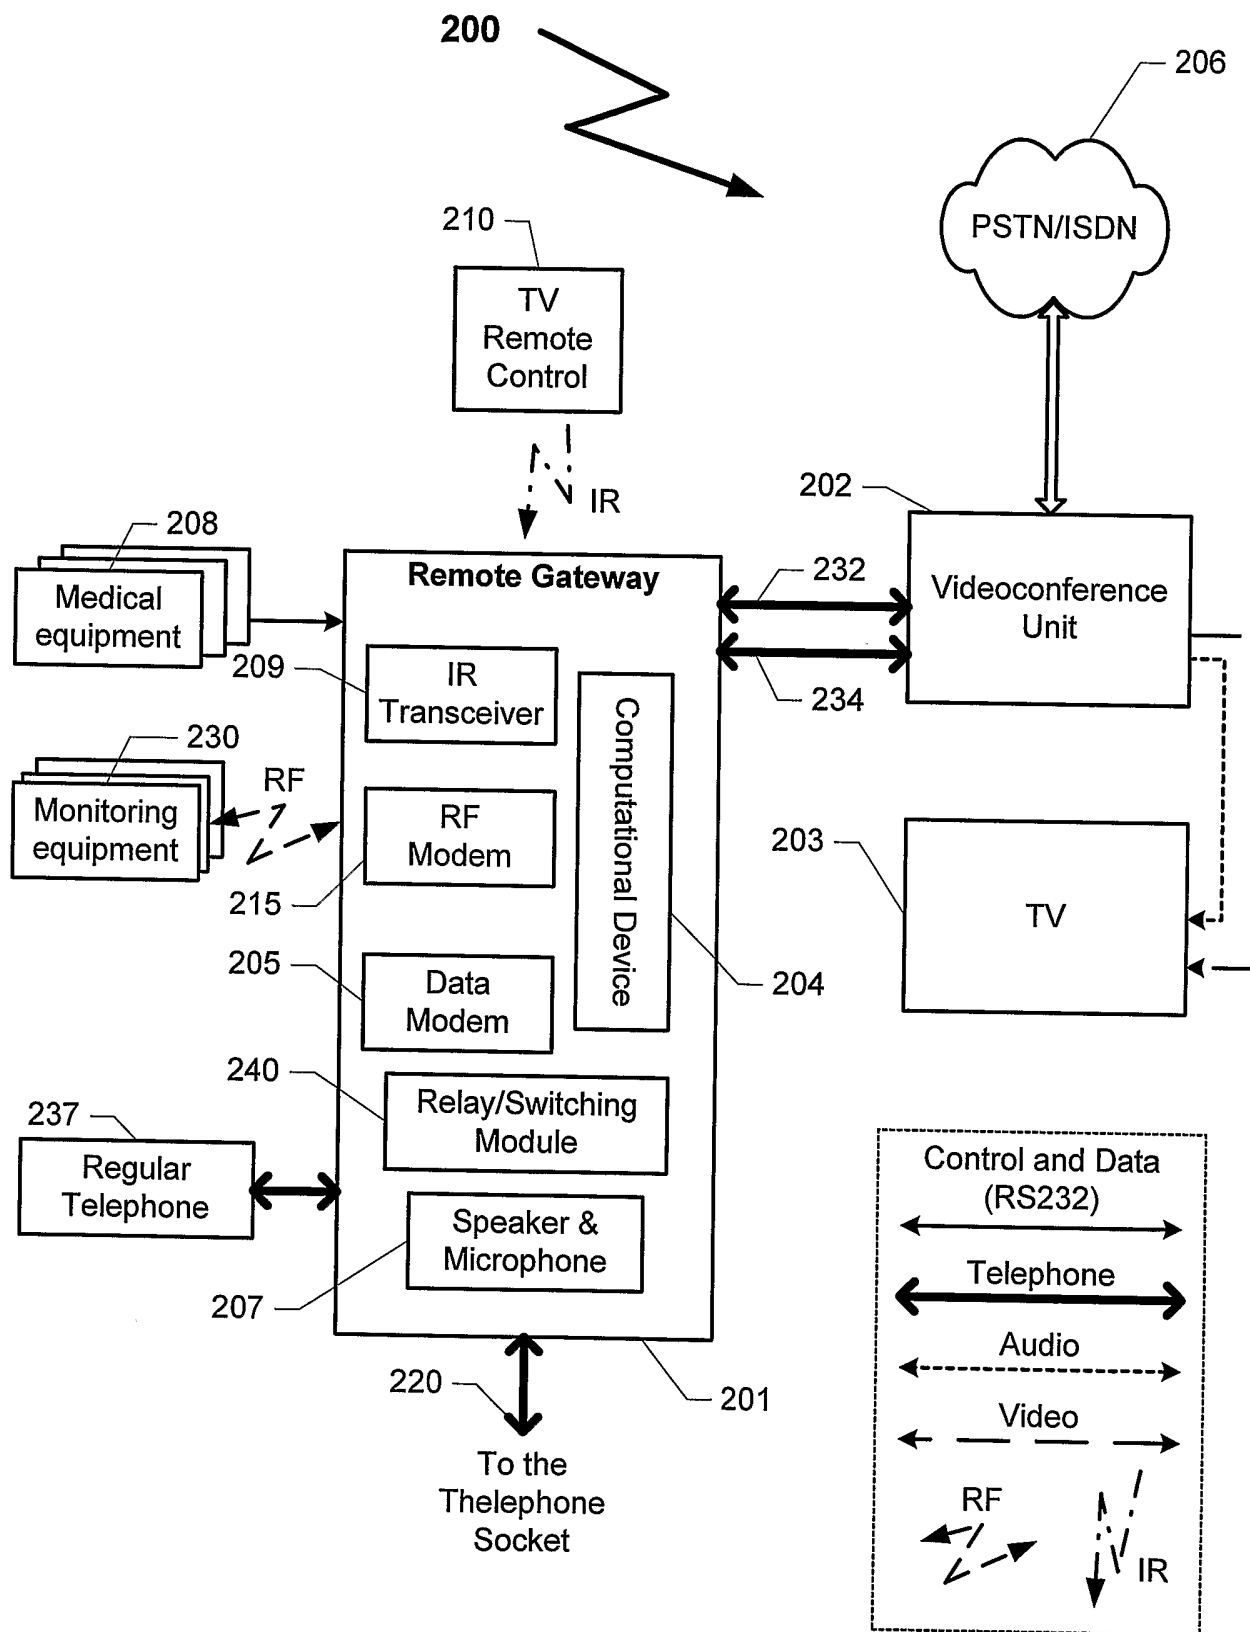 200
206
PSTN/ISDN
210
TV
Remote
Control
IR
202
208
Medical
equipment
Remote Gateway
232
Videoconference
Unit
209
IR
Transceiver
234
Computational Device
230
RF
Monitoring
equipment
RF
Modem
215
203
TV
205
Data
Modem
204
240
Relay/Switching
Module
237
Regular
Telephone
Speaker &
Microphone
207
220
201
To the
Thelephone
Socket
Control and Data
(RS232)
Telephone
Audio
Video
RF
IR